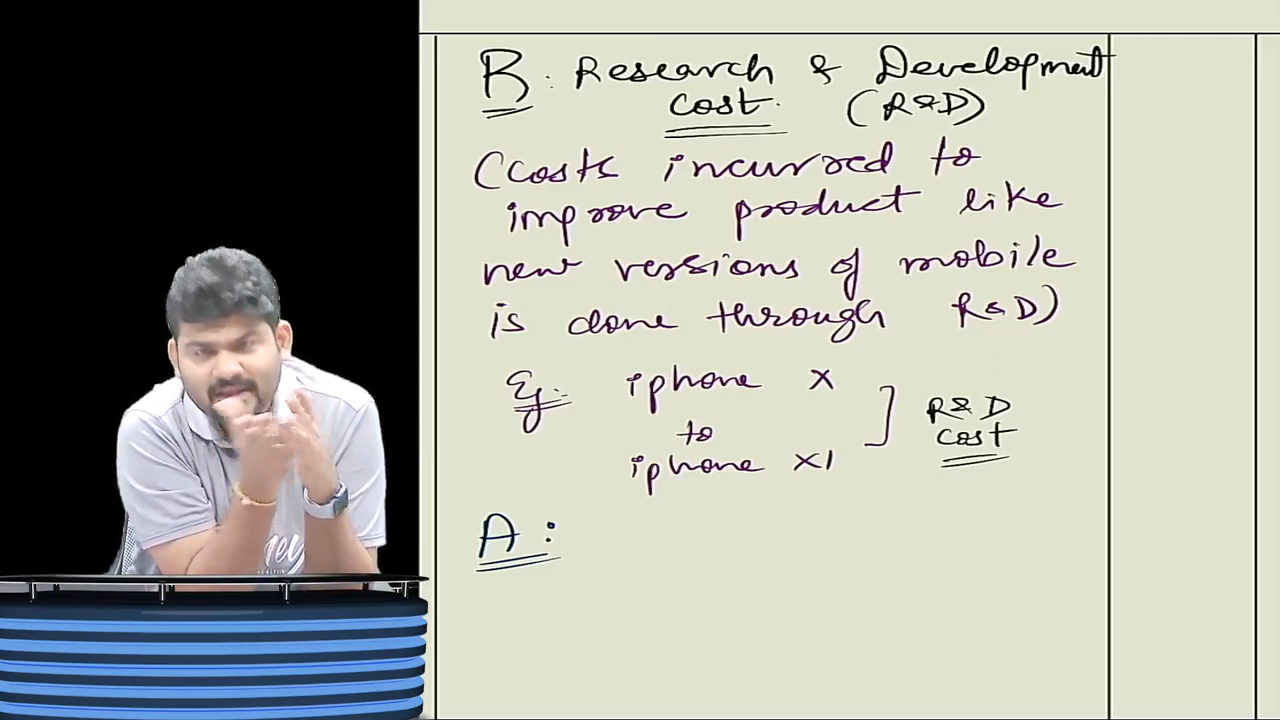 R: Research & Development
Cost. (R&D)
(Costs incurred to
improve product like
new versions of mobile
is done through R&D)
Eg: iphone X
to
iphone XI
] R&D
Cost
A: